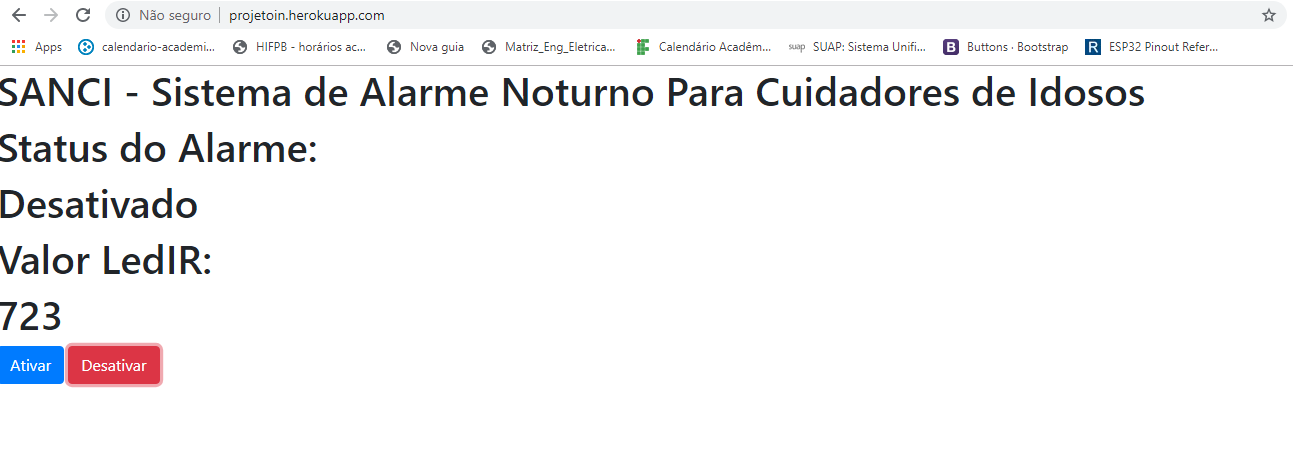 Não seguro | projetoin.herokuapp.com
Apps calendario-academi... HIFPB - horários ac... Nova guia Matriz_Eng_Eletrica... Calendário Acadêm... suap SUAP: Sistema Unifi... B Buttons · Bootstrap R ESP32 Pinout Refer...
SANCI - Sistema de Alarme Noturno Para Cuidadores de Idosos
Status do Alarme:
Desativado
Valor LedIR:
723
Ativar Desativar